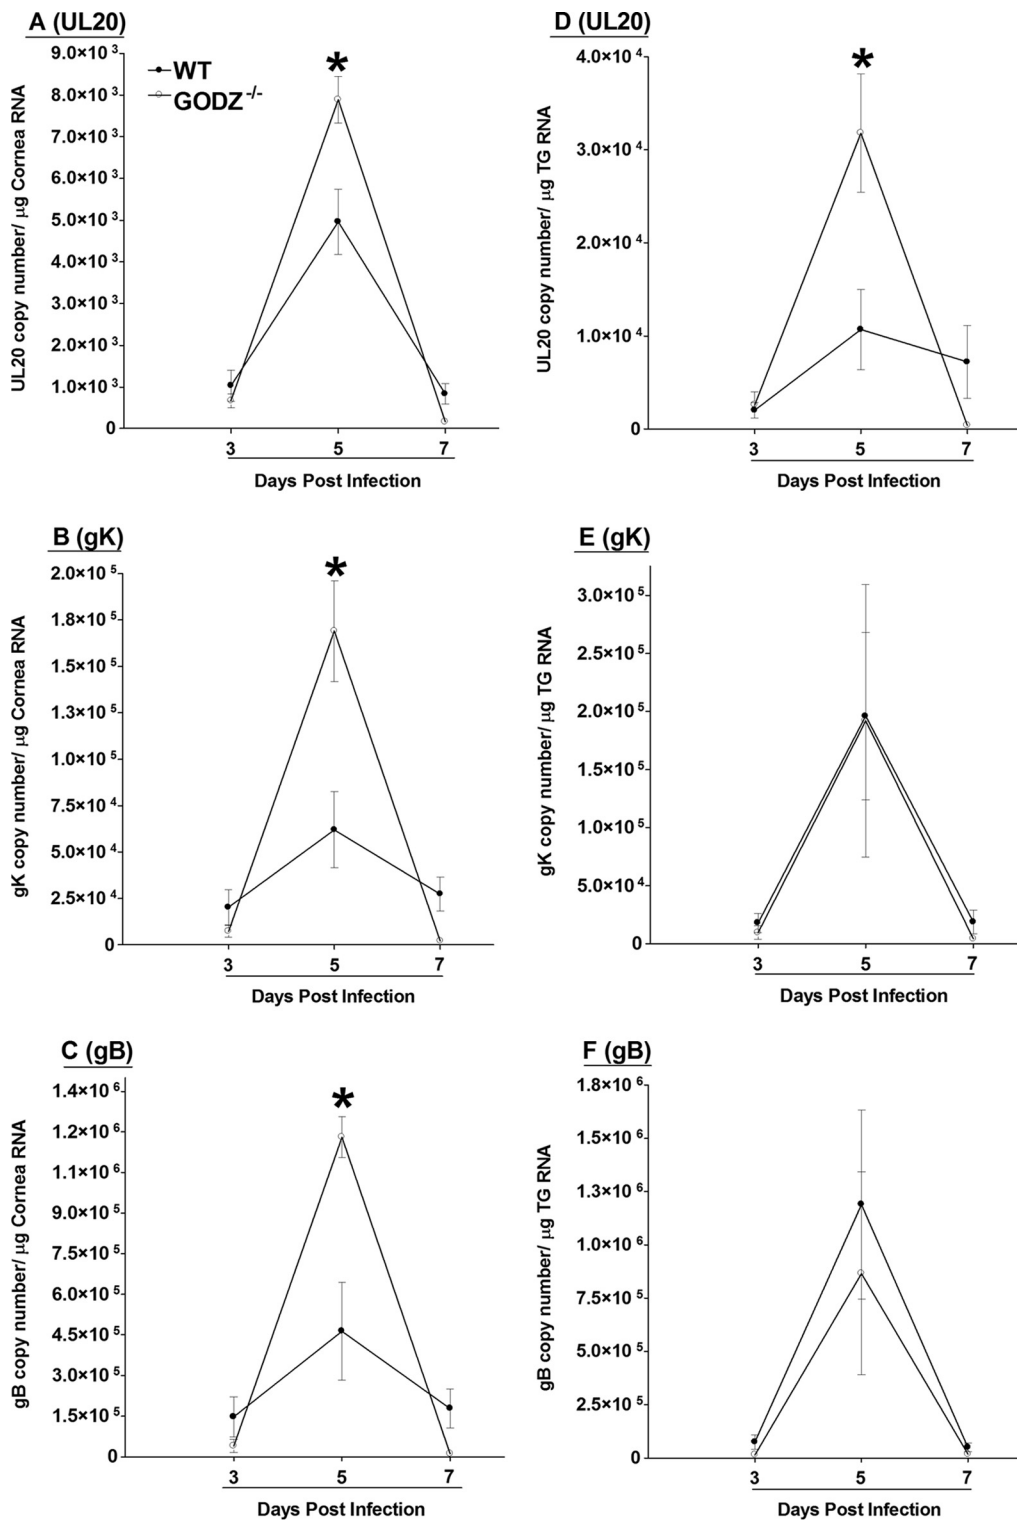 A (UL20)
UL20 copy number/ μg Cornea RNA
9.0×10 3
8.0×10 3
7.0×10 3
6.0×10 3
5.0×10 3
4.0×10 3
3.0×10 3
2.0×10 3
1.0×10 3
0
*
WT
GODZ -/-
3 5 7
Days Post Infection
D (UL20)
UL20 copy number/ μg TG RNA
4.0×10 4
3.0×10 4
2.0×10 4
1.0×10 4
0
*
3 5 7
Days Post Infection
B (gK)
gK copy number/ μg Cornea RNA
2.0×10 5
1.8×10 5
1.5×10 5
1.3×10 5
1.0×10 5
7.5×10 4
5.0×10 4
2.5×10 4
0
*
3 5 7
Days Post Infection
E (gK)
gK copy number/ μg TG RNA
3.0×10 5
2.5×10 5
2.0×10 5
1.5×10 5
1.0×10 5
5.0×10 4
0
3 5 7
Days Post Infection
C (gB)
gB copy number/ μg Cornea RNA
1.4×10 6
1.2×10 6
1.1×10 6
9.0×10 5
7.5×10 5
6.0×10 5
4.5×10 5
3.0×10 5
1.5×10 5
0
*
3 5 7
Days Post Infection
F (gB)
gB copy number/ μg TG RNA
1.8×10 6
1.5×10 6
1.3×10 6
1.0×10 6
7.5×10 5
5.0×10 5
2.5×10 5
0
3 5 7
Days Post Infection